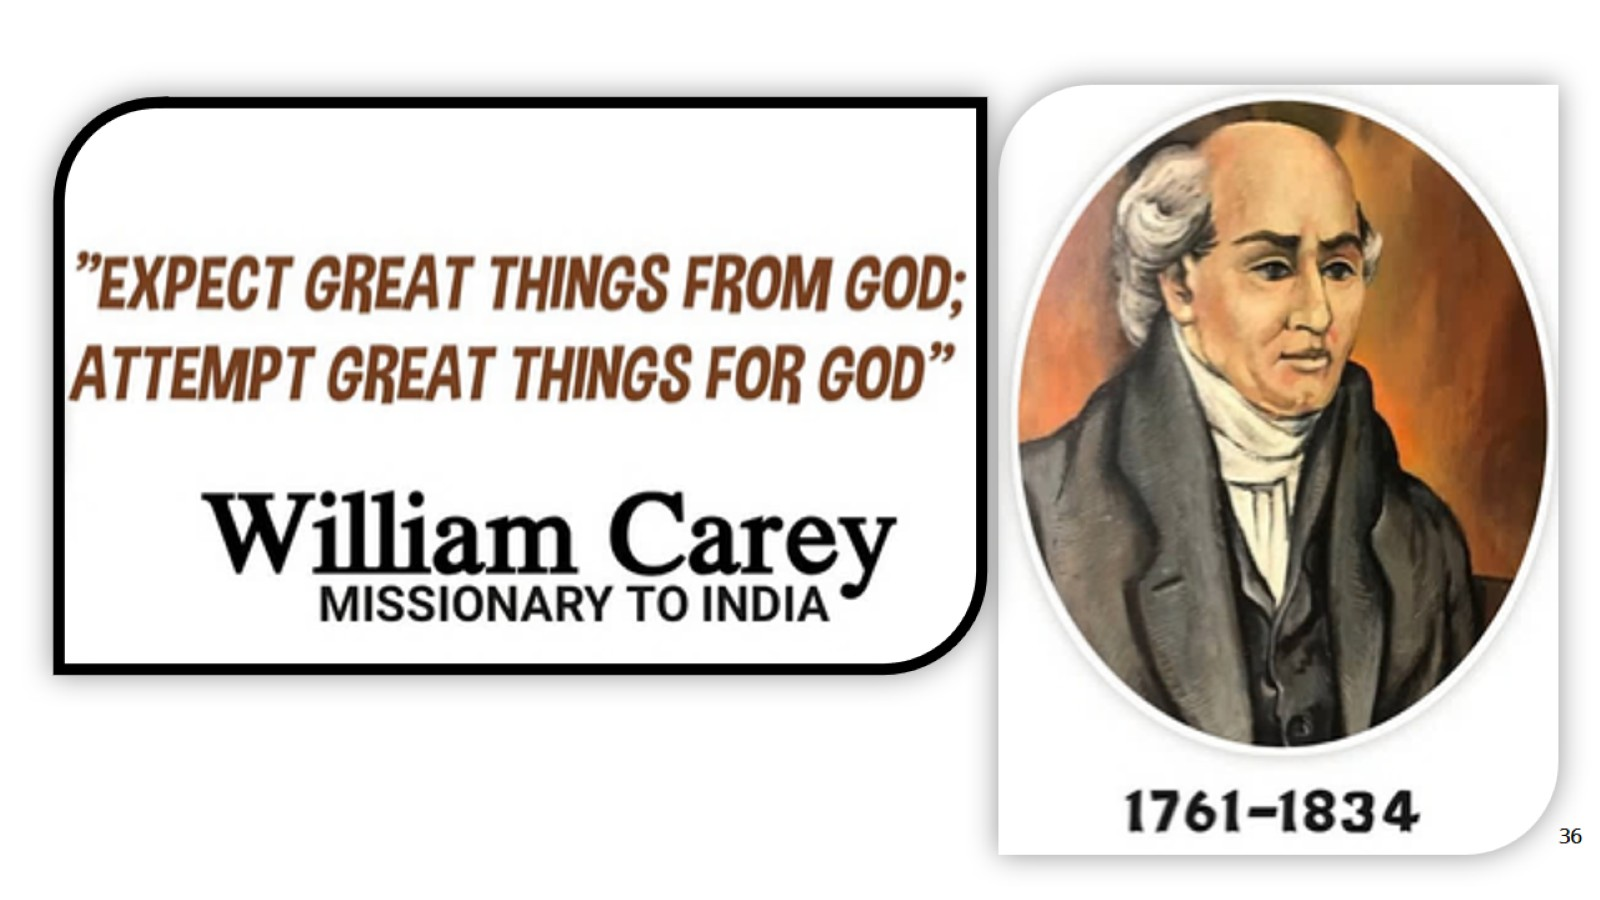 ”EXPECT GREAT THINGS FROM GOD;
ATTEMPT GREAT THINGS FOR GOD”
William Carey
MISSIONARY TO INDIA
1761-1834
36